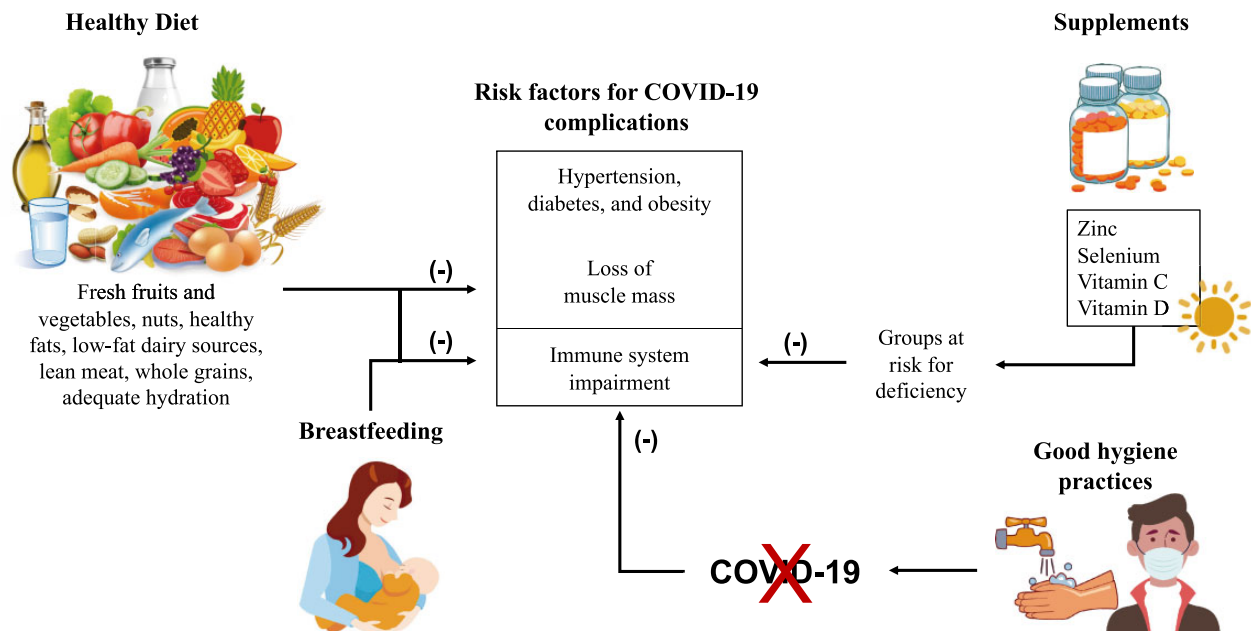 Healthy Diet
Fresh fruits and
vegetables, nuts, healthy
fats, low-fat dairy sources,
lean meat, whole grains,
adequate hydration
Breastfeeding
(-)
(-)
Risk factors for COVID-19
complications
Hypertension,
diabetes, and obesity
Loss of
muscle mass
Immune system
impairment
(-)
(-)
Supplements
Zinc
Selenium
Vitamin C
Vitamin D
Groups at
risk for
deficiency
Good hygiene
practices
COVID-19